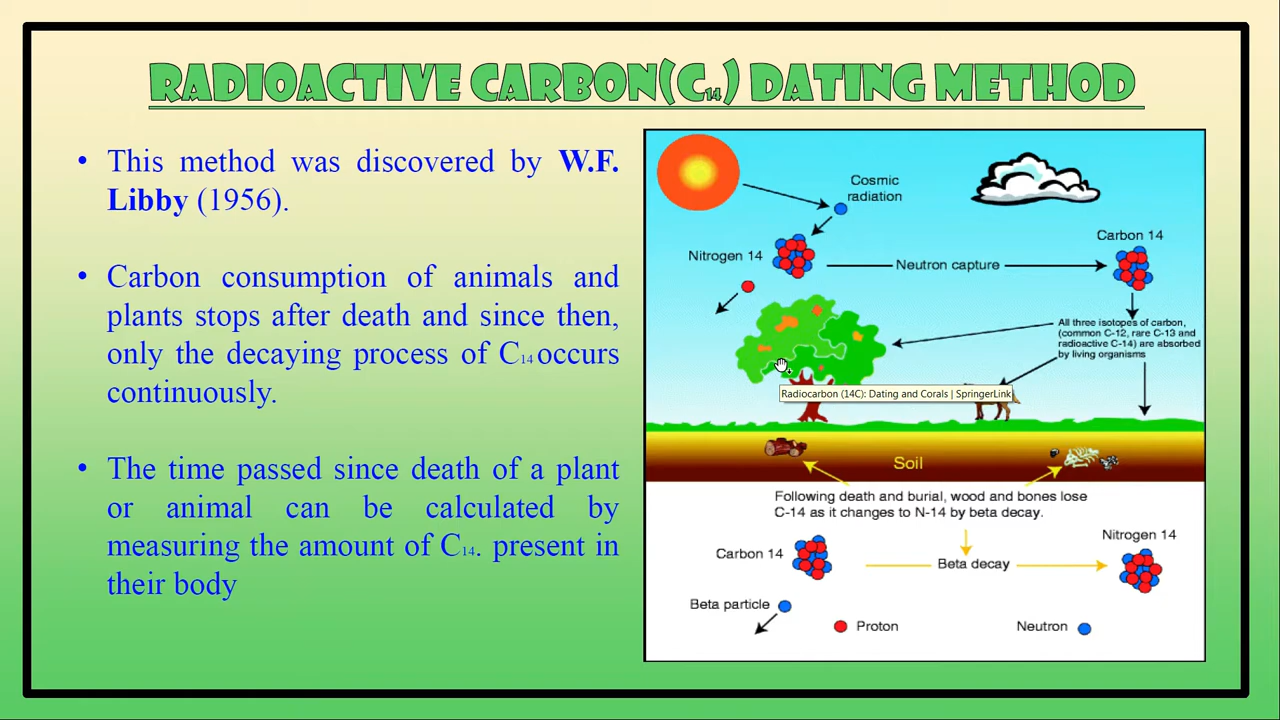 RADIOACTIVE CARBON(C14) DATING METHOD
• This method was discovered by W.F.
Libby (1956).
• Carbon consumption of animals and
plants stops after death and since then,
only the decaying process of C14 occurs
continuously.
• The time passed since death of a plant
or animal can be calculated by
measuring the amount of C14. present in
their body
Cosmic
radiation
Nitrogen 14
Neutron capture
Carbon 14
All three isotopes of carbon,
(common C-12, rare C-13 and
radioactive C-14) are absorbed
by living organisms
Radiocarbon (14C): Dating and Corals | SpringerLink
Soil
Following death and burial, wood and bones lose
C-14 as it changes to N-14 by beta decay.
Carbon 14
Beta decay
Nitrogen 14
Beta particle
Proton
Neutron